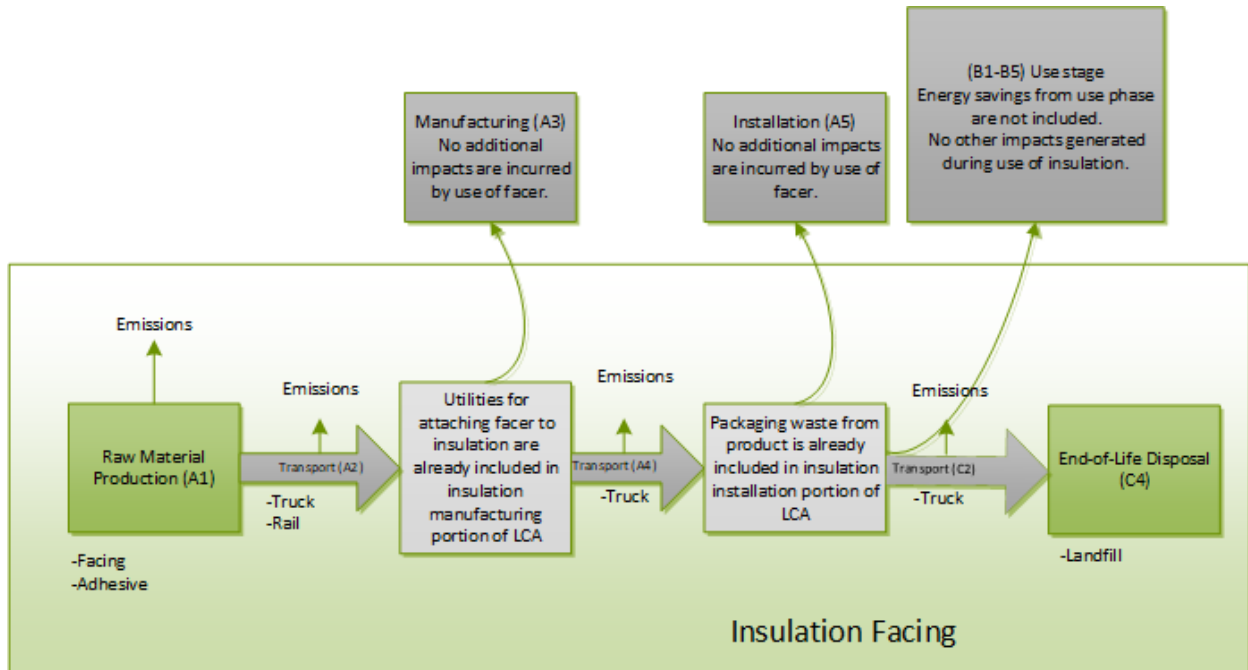 Manufacturing (A3)
No additional
impacts are incurred
by use of facer.
Installation (A5)
No additional impacts
are incurred by use of
facer.
(B1-B5) Use stage
Energy savings from use phase
are not included.
No other impacts generated
during use of insulation.
Emissions
Raw Material
Production (A1)
-Facing
-Adhesive
Emissions
Transport (A2)
-Truck
-Rail
Utilities for
attaching facer to
insulation are
already included in
insulation
manufacturing
portion of LCA
Emissions
Transport (A4)
-Truck
Packaging waste from
product is already
included in insulation
installation portion of
LCA
Emissions
Transport (C2)
-Truck
End-of-Life Disposal
(C4)
-Landfill
Insulation Facing